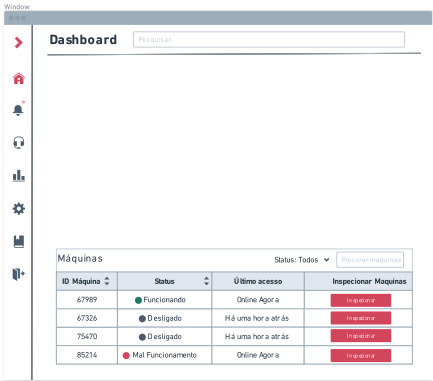 Window
Dashboard
Pesquisar
Máquinas
Status: Todos
Procurar máquinas
ID Máquina Status Último acesso Inspecionar Maquinas
67989 Funcionando Online Agora Inspecionar
67326 Desligado Há uma hora atrás Inspecionar
75470 Desligado Há uma hora atrás Inspecionar
85214 Mal Funcionamento Online Agora Inspecionar